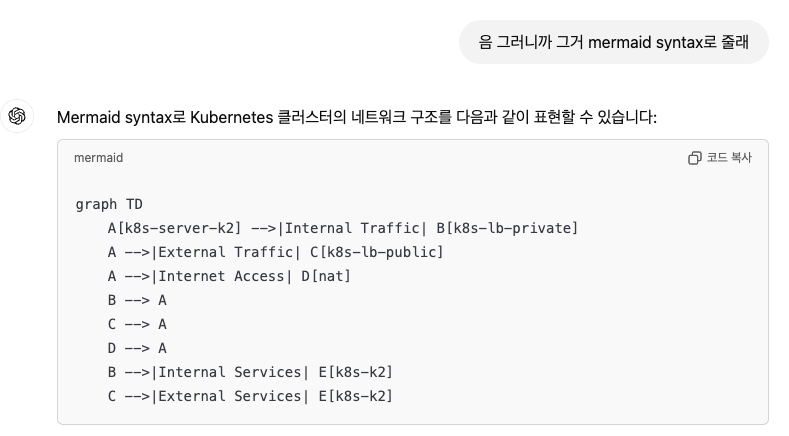 음 그러니까 그거 mermaid syntax로 줄래
Mermaid syntax로 Kubernetes 클러스터의 네트워크 구조를 다음과 같이 표현할 수 있습니다:
mermaid 코드 복사
graph TD
    A[k8s-server-k2] -->|Internal Traffic| B[k8s-lb-private]
    A -->|External Traffic| C[k8s-lb-public]
    A -->|Internet Access| D[nat]
    B --> A
    C --> A
    D --> A
    B -->|Internal Services| E[k8s-k2]
    C -->|External Services| E[k8s-k2]